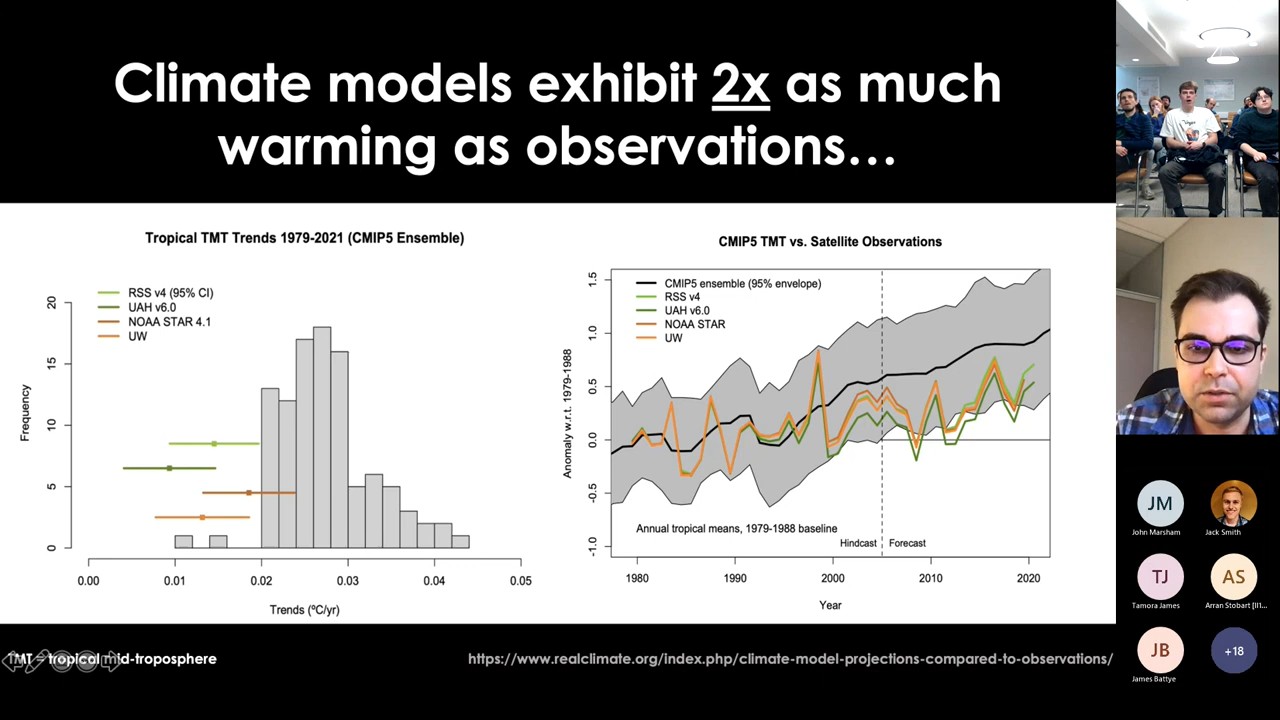 Climate models exhibit 2x as much
warming as observations…
Tropical TMT Trends 1979-2021 (CMIP5 Ensemble)
RSS v4 (95% CI)
UAH v6.0
NOAA STAR 4.1
UW
Frequency
20
15
10
5
0
0.00
0.01
0.02
0.03
0.04
0.05
Trends (ºC/yr)
CMIP5 TMT vs. Satellite Observations
CMIP5 ensemble (95% envelope)
RSS v4
UAH v6.0
NOAA STAR
UW
Anomaly w.r.t. 1979-1988
1.5
1.0
0.5
0.0
-0.5
-1.0
Annual tropical means, 1979-1988 baseline
Hindcast
Forecast
1980
1990
2000
2010
2020
Year
TMT = tropical mid-troposphere
https://www.realclimate.org/index.php/climate-model-projections-compared-to-observations/
JM
John Marsham
Jack Smith
TJ
Tamora James
AS
Arran Stobart [l1...
JB
James Battye
+18